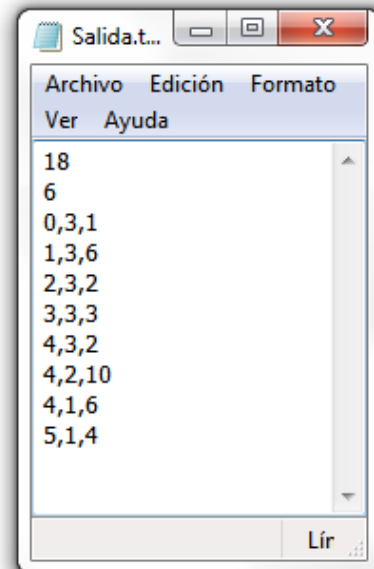 Salida.t...
Archivo Edición Formato
Ver Ayuda
18
6
0,3,1
1,3,6
2,3,2
3,3,3
4,3,2
4,2,10
4,1,6
5,1,4
Lír